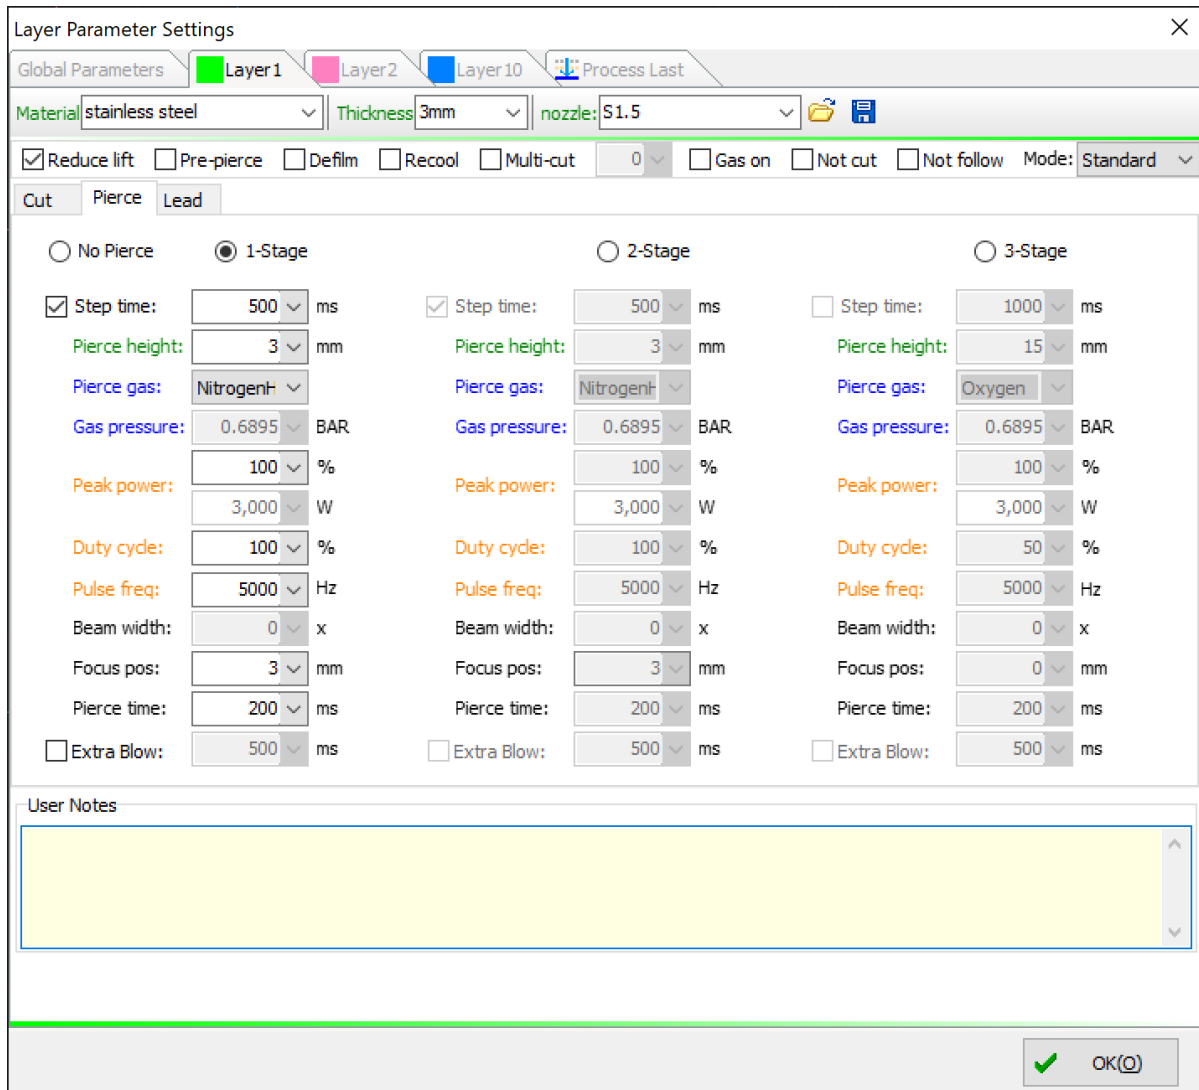 Layer Parameter Settings
Global Parameters Layer1 Layer2 Layer10 Process Last
Material stainless steel Thickness 3mm nozzle: S1.5
Reduce lift Pre-pierce Defilm Recool Multi-cut 0 Gas on Not cut Not follow Mode: Standard
Cut Pierce Lead
No Pierce 1-Stage 2-Stage 3-Stage
Step time: 500 ms Step time: 500 ms Step time: 1000 ms
Pierce height: 3 mm Pierce height: 3 mm Pierce height: 15 mm
Pierce gas: NitrogenH Pierce gas: NitrogenH Pierce gas: Oxygen
Gas pressure: 0.6895 BAR Gas pressure: 0.6895 BAR Gas pressure: 0.6895 BAR
100 % 100 % 100 %
Peak power: Peak power: Peak power:
3,000 W 3,000 W 3,000 W
Duty cycle: 100 % Duty cycle: 100 % Duty cycle: 50 %
Pulse freq: 5000 Hz Pulse freq: 5000 Hz Pulse freq: 5000 Hz
Beam width: 0 x Beam width: 0 x Beam width: 0 x
Focus pos: 3 mm Focus pos: 3 mm Focus pos: 0 mm
Pierce time: 200 ms Pierce time: 200 ms Pierce time: 200 ms
Extra Blow: 500 ms Extra Blow: 500 ms Extra Blow: 500 ms
User Notes
OK(O)